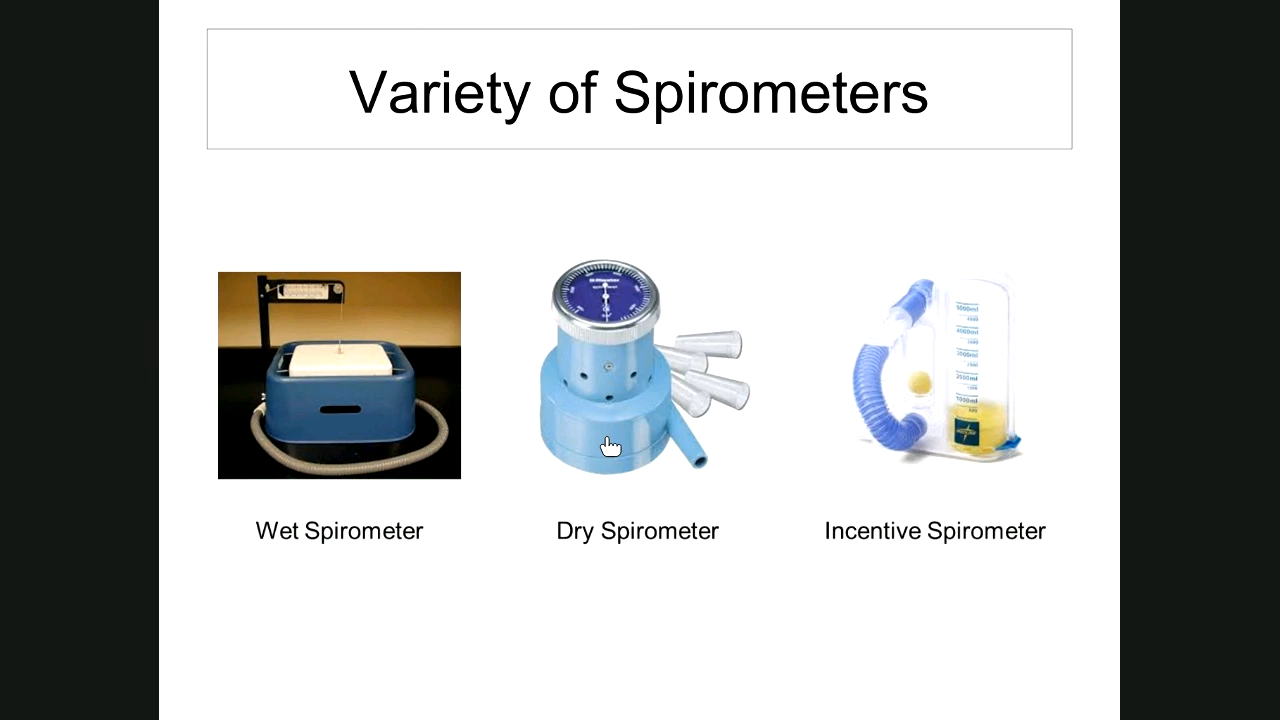 Variety of Spirometers
Wet Spirometer
Dry Spirometer
Incentive Spirometer